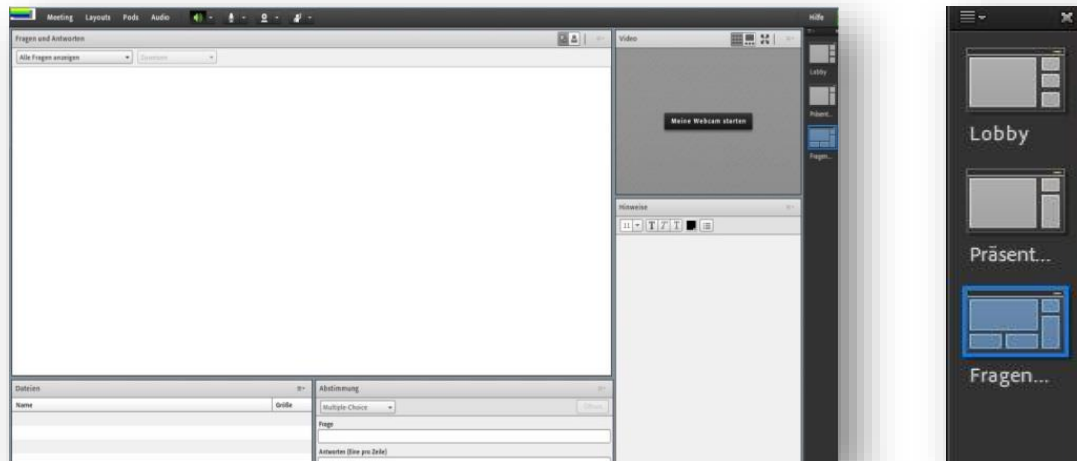 Meeting Layouts Pods Audio Hilfe
Fragen und Antworten
Alle Fragen anzeigen
Video
Meine Webcam starten
Lobby
Präsent...
Fragen...
Hinweise
11 T T T
Dateien
Name Größe
Abstimmung
Multiple-Choice
Frage
Antworten (Eine pro Zeile)
Lobby
Präsent...
Fragen...